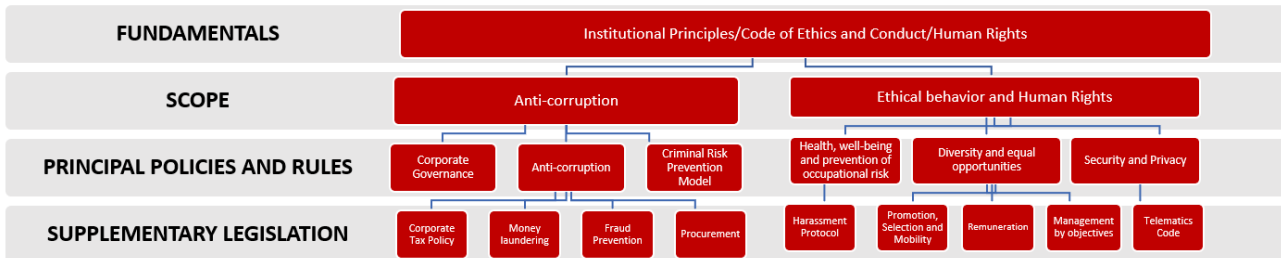 FUNDAMENTALS
Institutional Principles/Code of Ethics and Conduct/Human Rights
SCOPE
Anti-corruption
Ethical behavior and Human Rights
PRINCIPAL POLICIES AND RULES
Corporate
Governance
Anti-corruption
Criminal Risk
Prevention
Model
Health, well-being
and prevention of
occupational risk
Diversity and equal
opportunities
Security and Privacy
SUPPLEMENTARY LEGISLATION
Corporate
Tax Policy
Money
laundering
Fraud
Prevention
Procurement
Harassment
Protocol
Promotion,
Selection and
Mobility
Remuneration
Management
by objectives
Telematics
Code